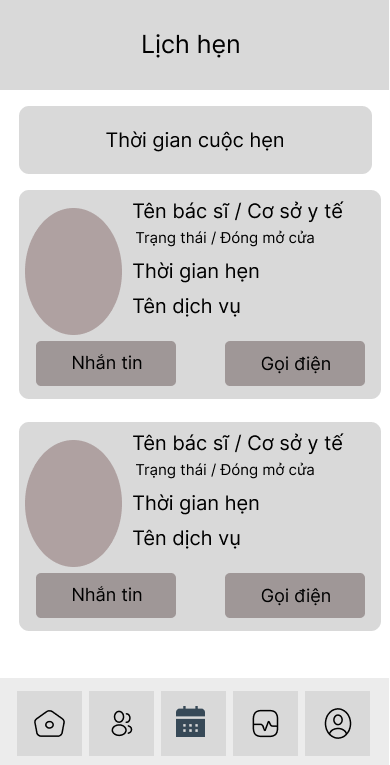 Lịch hẹn
Thời gian cuộc hẹn
Tên bác sĩ / Cơ sở y tế
Trạng thái / Đóng mở cửa
Thời gian hẹn
Tên dịch vụ
Nhắn tin
Gọi điện
Tên bác sĩ / Cơ sở y tế
Trạng thái / Đóng mở cửa
Thời gian hẹn
Tên dịch vụ
Nhắn tin
Gọi điện